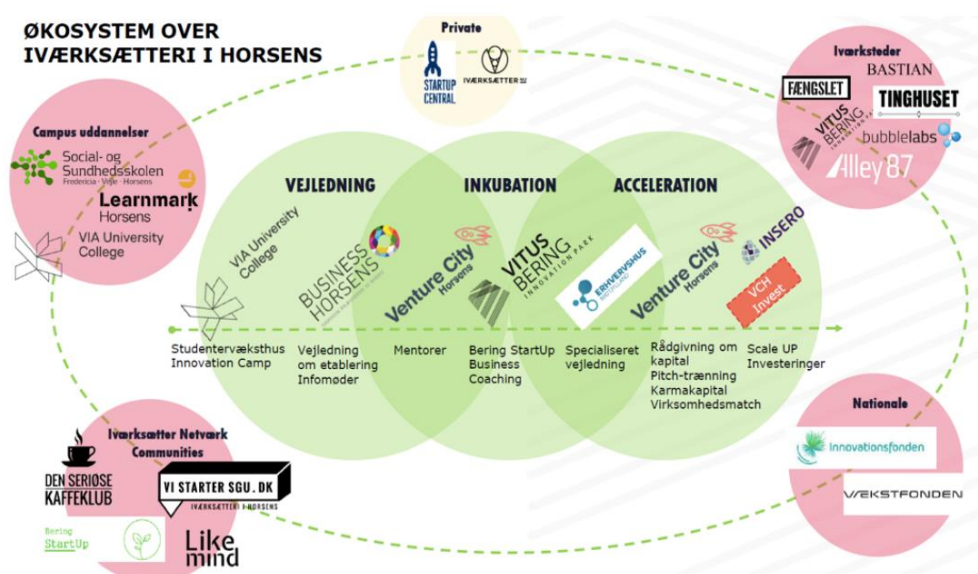 ØKOSYSTEM OVER
IVÆRKSÆTTERI I HORSENS
Private
STARTUP
CENTRAL
IVÆRKSÆTTER
Iværksteder
BASTIAN
FÆNGSLET
TINGHUSET
VITUS
BERING
bubblelabs
Alley87
Campus uddannelser
Social- og
Sundhedsskolen
Fredericia · Vejle · Horsens
Learnmark
Horsens
VIA University
College
VEJLEDNING
INKUBATION
ACCELERATION
VIA University
College
BUSINESS
HORSENS
Venture City
Horsens
VITUS
BERING
INNOVATION PARK
ERHVERVSHUS
MIDTJYLLAND
Venture City
Horsens
INSERO
VCH
Invest
Studentervæksthus
Innovation Camp
Vejledning
om etablering
Infomøder
Mentorer
Bering StartUp
Business
Coaching
Specialiseret
vejledning
Rådgivning om
kapital
Pitch-trænning
Karmakapital
Virksomhedsmatch
Scale UP
Investeringer
Iværksætter Netværk
Communities
DEN SERIØSE
KAFFEKLUB
VI STARTER SGU.DK
IVÆRKSÆTTERI I HORSENS
Bering
StartUp
Like
mind
Nationale
Innovationsfonden
VÆKSTFONDEN